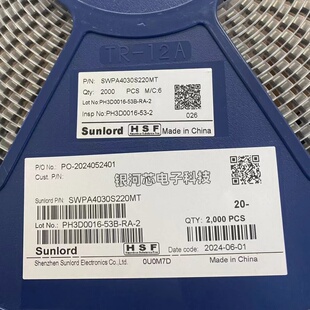 TR-12A
P/N: SWPA4030S220MT
Qty: 2000 PCS M/C:6
Lot No:PH3D0016-53B-RA-2
Insp No:PH3D0016-53-2
026
Sunlord HSF Made in China
P/O No.: PO-2024052401
Cust. P/N:
银河芯电子科技
Sunlord P/N: SWPA4030S220MT
20-
Lot No.: PH3D0016-53B-RA-2
QTY: 2,000 PCS
Sunlord HSF Date code: 2024-06-01
Shenzhen Sunlord Electronics Co.,Ltd. 0U0M7D Made in China